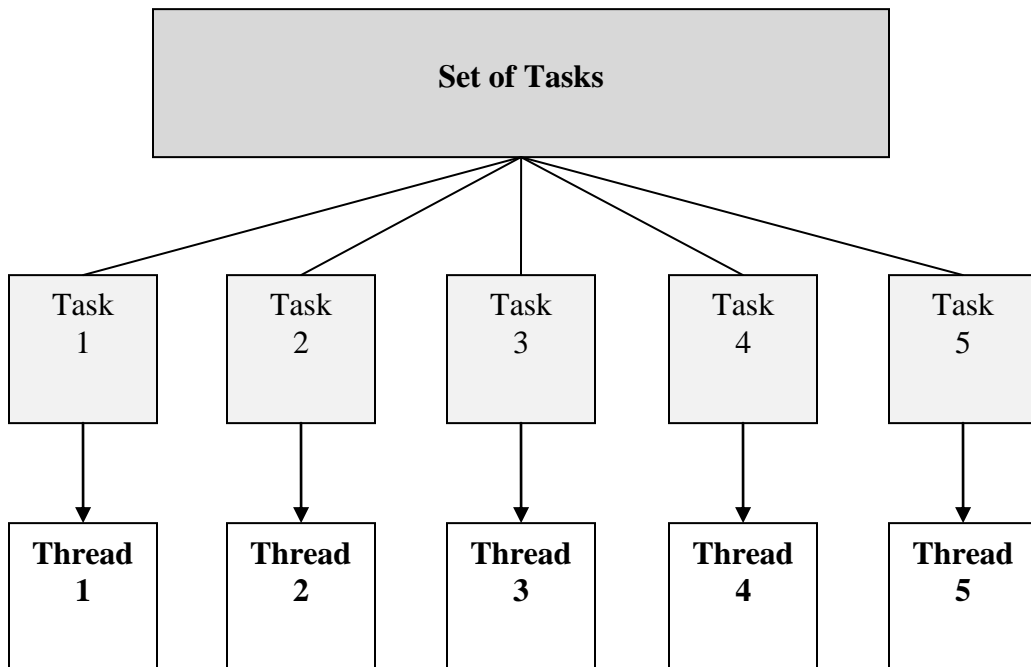 Set of Tasks
Task
1
Task
2
Task
3
Task
4
Task
5
Thread
1
Thread
2
Thread
3
Thread
4
Thread
5